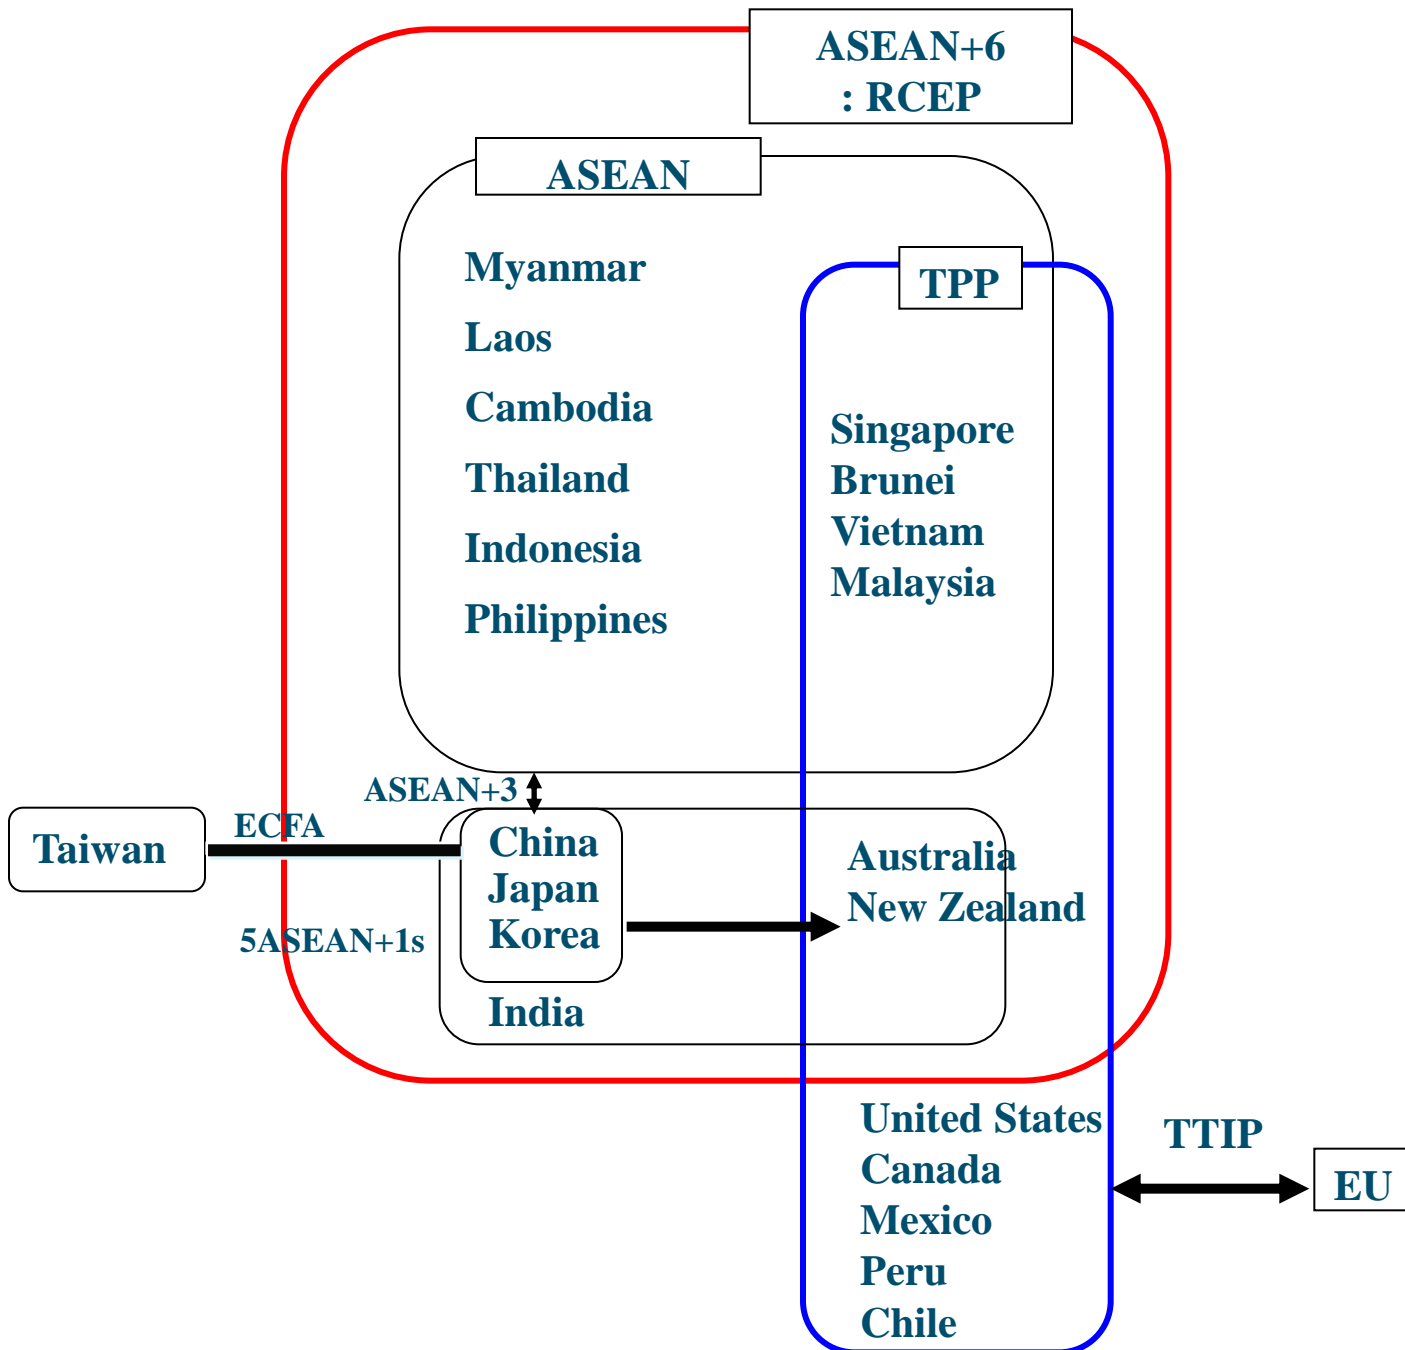 ASEAN+6
: RCEP
ASEAN
TPP
Myanmar
Laos
Cambodia
Thailand
Indonesia
Philippines
Singapore
Brunei
Vietnam
Malaysia
ASEAN+3
Taiwan
ECFA
China
Japan
Korea
India
5ASEAN+1s
Australia
New Zealand
United States
Canada
Mexico
Peru
Chile
TTIP
EU